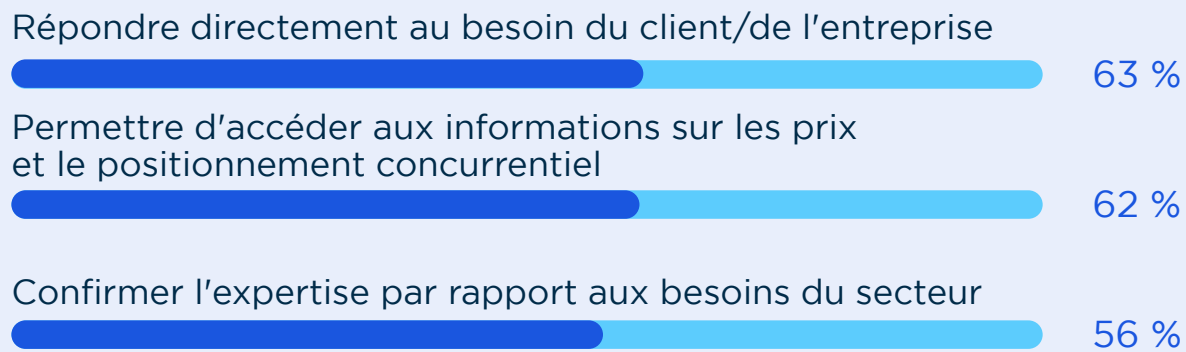 Répondre directement au besoin du client/de l'entreprise
63 %
Permettre d'accéder aux informations sur les prix
et le positionnement concurrentiel
62 %
Confirmer l'expertise par rapport aux besoins du secteur
56 %